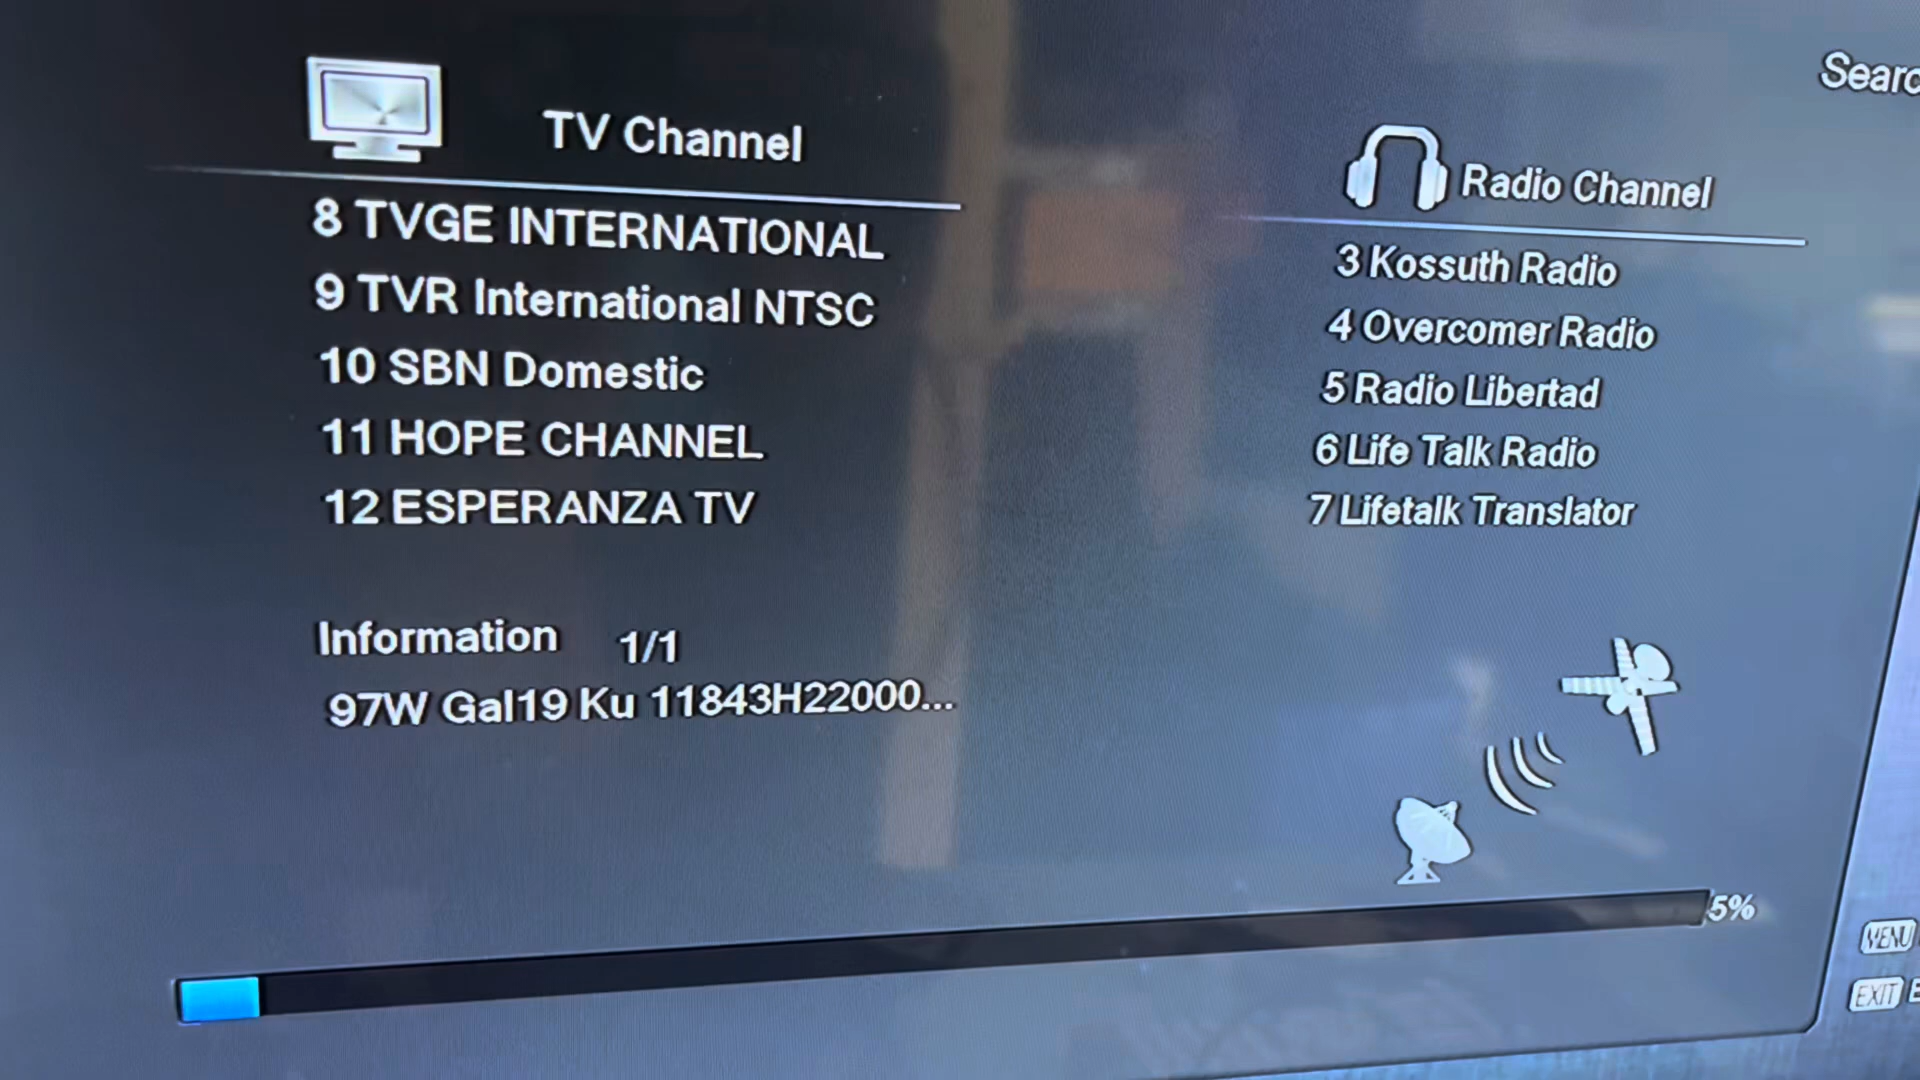 Searc
TV Channel
8 TVGE INTERNATIONAL
9 TVR International NTSC
10 SBN Domestic
11 HOPE CHANNEL
12 ESPERANZA TV
Radio Channel
3 Kossuth Radio
4 Overcomer Radio
5 Radio Libertad
6 Life Talk Radio
7 Lifetalk Translator
Information 1/1
97W Gal19 Ku 11843H22000...
5%
MENU
EXIT E